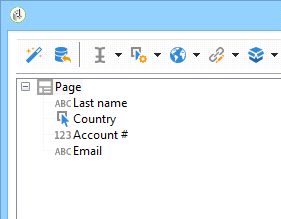 Page
ABC Last name
Country
123 Account #
ABC Email